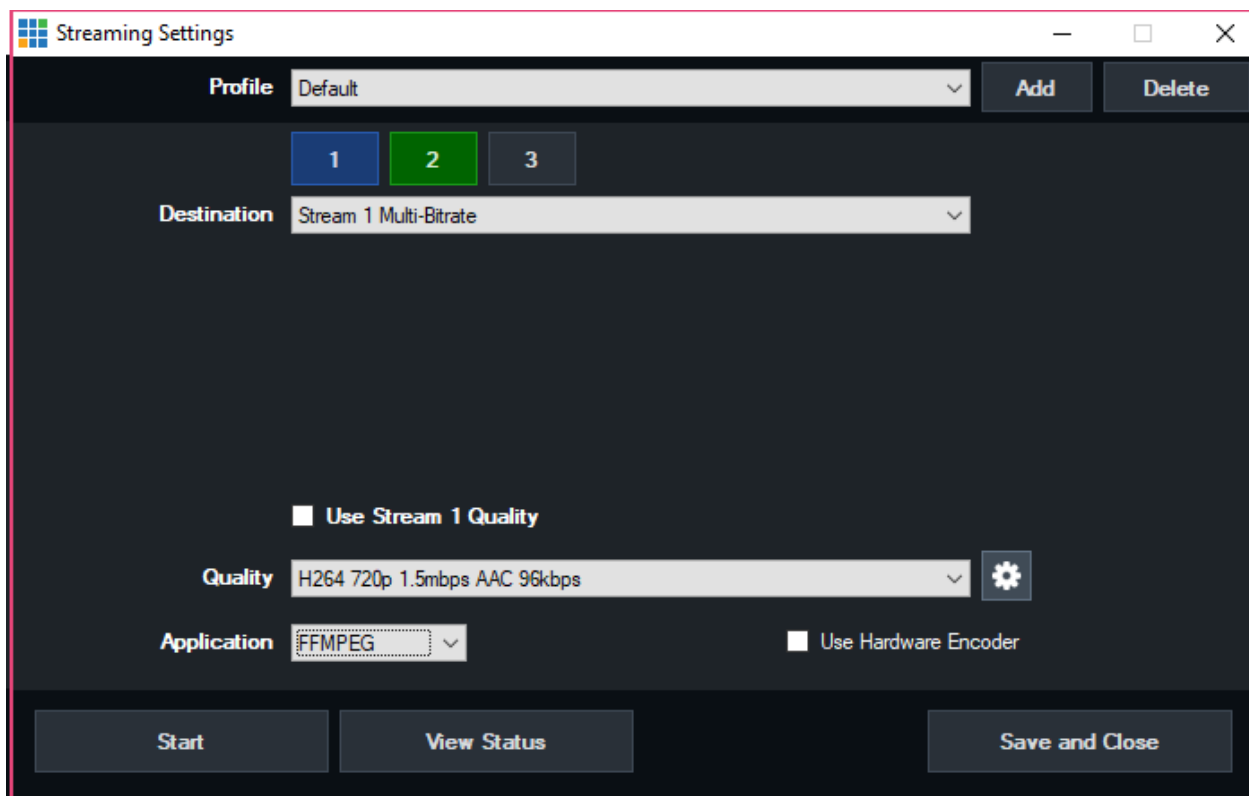 Streaming Settings
Profile Default Add Delete
1 2 3
Destination Stream 1 Multi-Bitrate
Use Stream 1 Quality
Quality H264 720p 1.5mbps AAC 96kbps
Application FFMPEG Use Hardware Encoder
Start View Status Save and Close